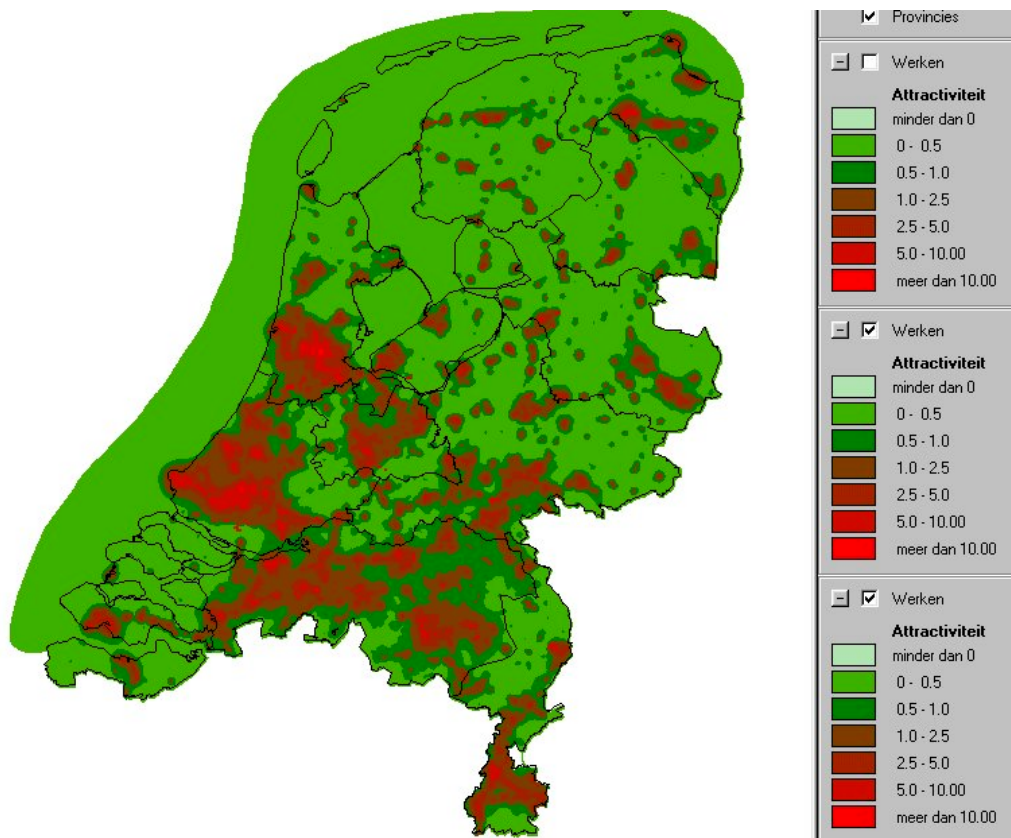 Provincies
Werken
Attractiviteit
minder dan 0
0 - 0.5
0.5 - 1.0
1.0 - 2.5
2.5 - 5.0
5.0 - 10.00
meer dan 10.00
Werken
Attractiviteit
minder dan 0
0 - 0.5
0.5 - 1.0
1.0 - 2.5
2.5 - 5.0
5.0 - 10.00
meer dan 10.00
Werken
Attractiviteit
minder dan 0
0 - 0.5
0.5 - 1.0
1.0 - 2.5
2.5 - 5.0
5.0 - 10.00
meer dan 10.00